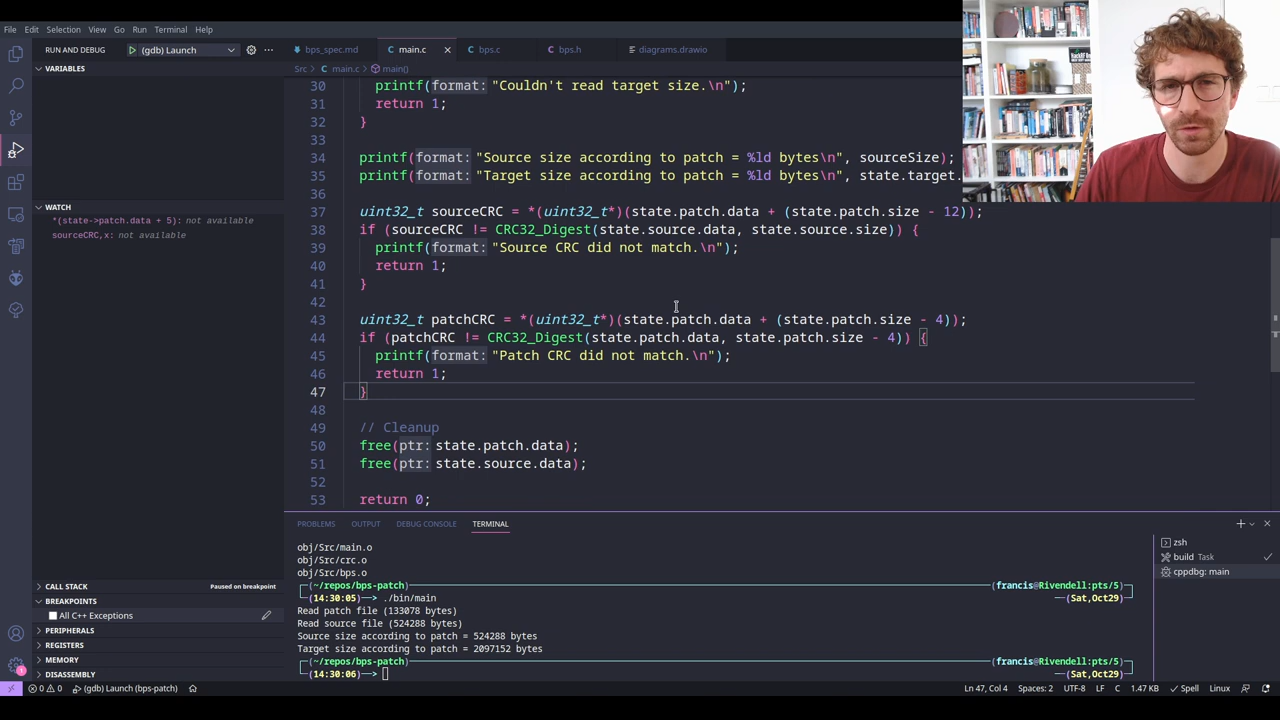 File Edit Selection View Go Run Terminal Help
RUN AND DEBUG (gdb) Launch
bps_spec.md main.c bps.c bps.h diagrams.drawio
VARIABLES
Src > main.c > main()
30 printf(format: "Couldn't read target size.\n");
31 return 1;
32 }
33
34 printf(format: "Source size according to patch = %ld bytes\n", sourceSize);
35 printf(format: "Target size according to patch = %ld bytes\n", state.target.
36
37 uint32_t sourceCRC = *(uint32_t*)(state.patch.data + (state.patch.size - 12));
38 if (sourceCRC != CRC32_Digest(state.source.data, state.source.size)) {
39 printf(format: "Source CRC did not match.\n");
40 return 1;
41 }
42
43 uint32_t patchCRC = *(uint32_t*)(state.patch.data + (state.patch.size - 4));
44 if (patchCRC != CRC32_Digest(state.patch.data, state.patch.size - 4)) {
45 printf(format: "Patch CRC did not match.\n");
46 return 1;
47 }
48
49 // Cleanup
50 free(ptr: state.patch.data);
51 free(ptr: state.source.data);
52
53 return 0;
WATCH
*(state->patch.data + 5): not available
sourceCRC,x: not available
CALL STACK Paused on breakpoint
BREAKPOINTS
All C++ Exceptions
PERIPHERALS
REGISTERS
MEMORY
DISASSEMBLY
PROBLEMS OUTPUT DEBUG CONSOLE TERMINAL
obj/Src/main.o
obj/Src/crc.o
obj/Src/bps.o
(~/repos/bps-patch) (francis@Rivendell:pts/5)
(14:30:05)—> ./bin/main (Sat,Oct29)
Read patch file (133078 bytes)
Read source file (524288 bytes)
Source size according to patch = 524288 bytes
Target size according to patch = 2097152 bytes
(~/repos/bps-patch) (francis@Rivendell:pts/5)
(14:30:06)—> (Sat,Oct29)
zsh
build Task
cppdbg: main
1
0 0 (gdb) Launch (bps-patch) Ln 47, Col 4 Spaces: 2 UTF-8 LF C 1.47 KB Spell Linux